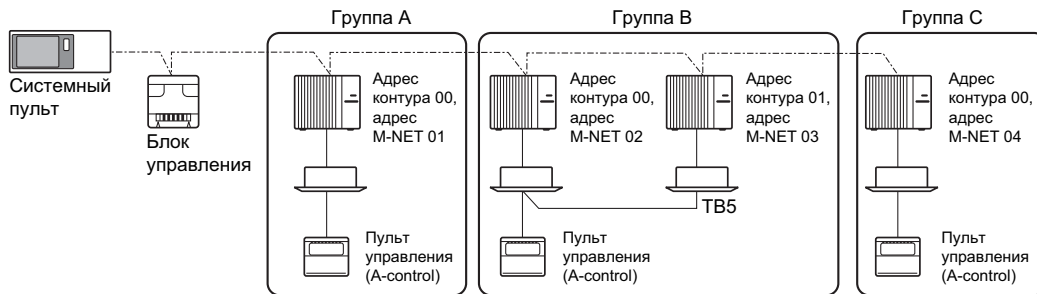 Группа A
Группа B
Группа C
Системный
пульт
Блок
управления
Адрес
контура 00,
адрес
M-NET 01
Адрес
контура 00,
адрес
M-NET 02
Адрес
контура 01,
адрес
M-NET 03
Адрес
контура 00,
адрес
M-NET 04
TB5
Пульт
управления
(A-control)
Пульт
управления
(A-control)
Пульт
управления
(A-control)